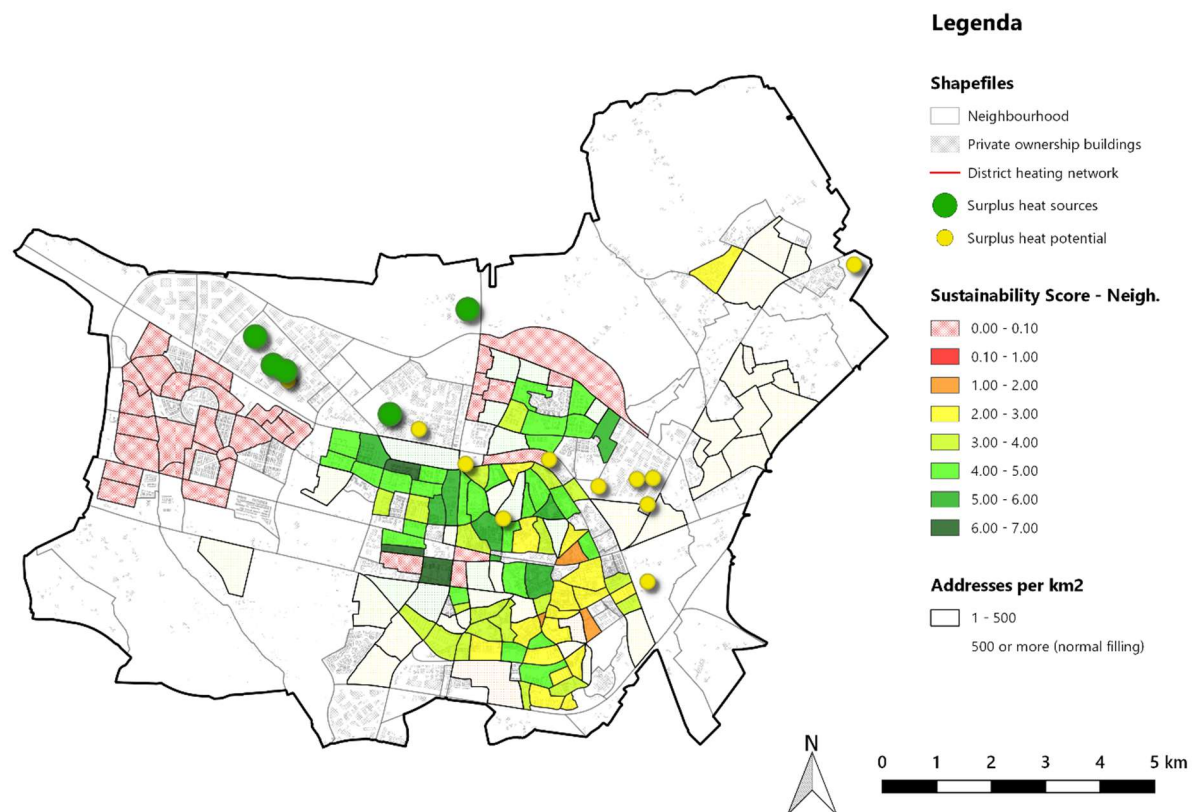 Legenda
Shapefiles
Neighbourhood
Private ownership buildings
District heating network
Surplus heat sources
Surplus heat potential
Sustainability Score - Neigh.
0.00 - 0.10
0.10 - 1.00
1.00 - 2.00
2.00 - 3.00
3.00 - 4.00
4.00 - 5.00
5.00 - 6.00
6.00 - 7.00
Addresses per km2
1 - 500
500 or more (normal filling)
N
0 1 2 3 4 5 km